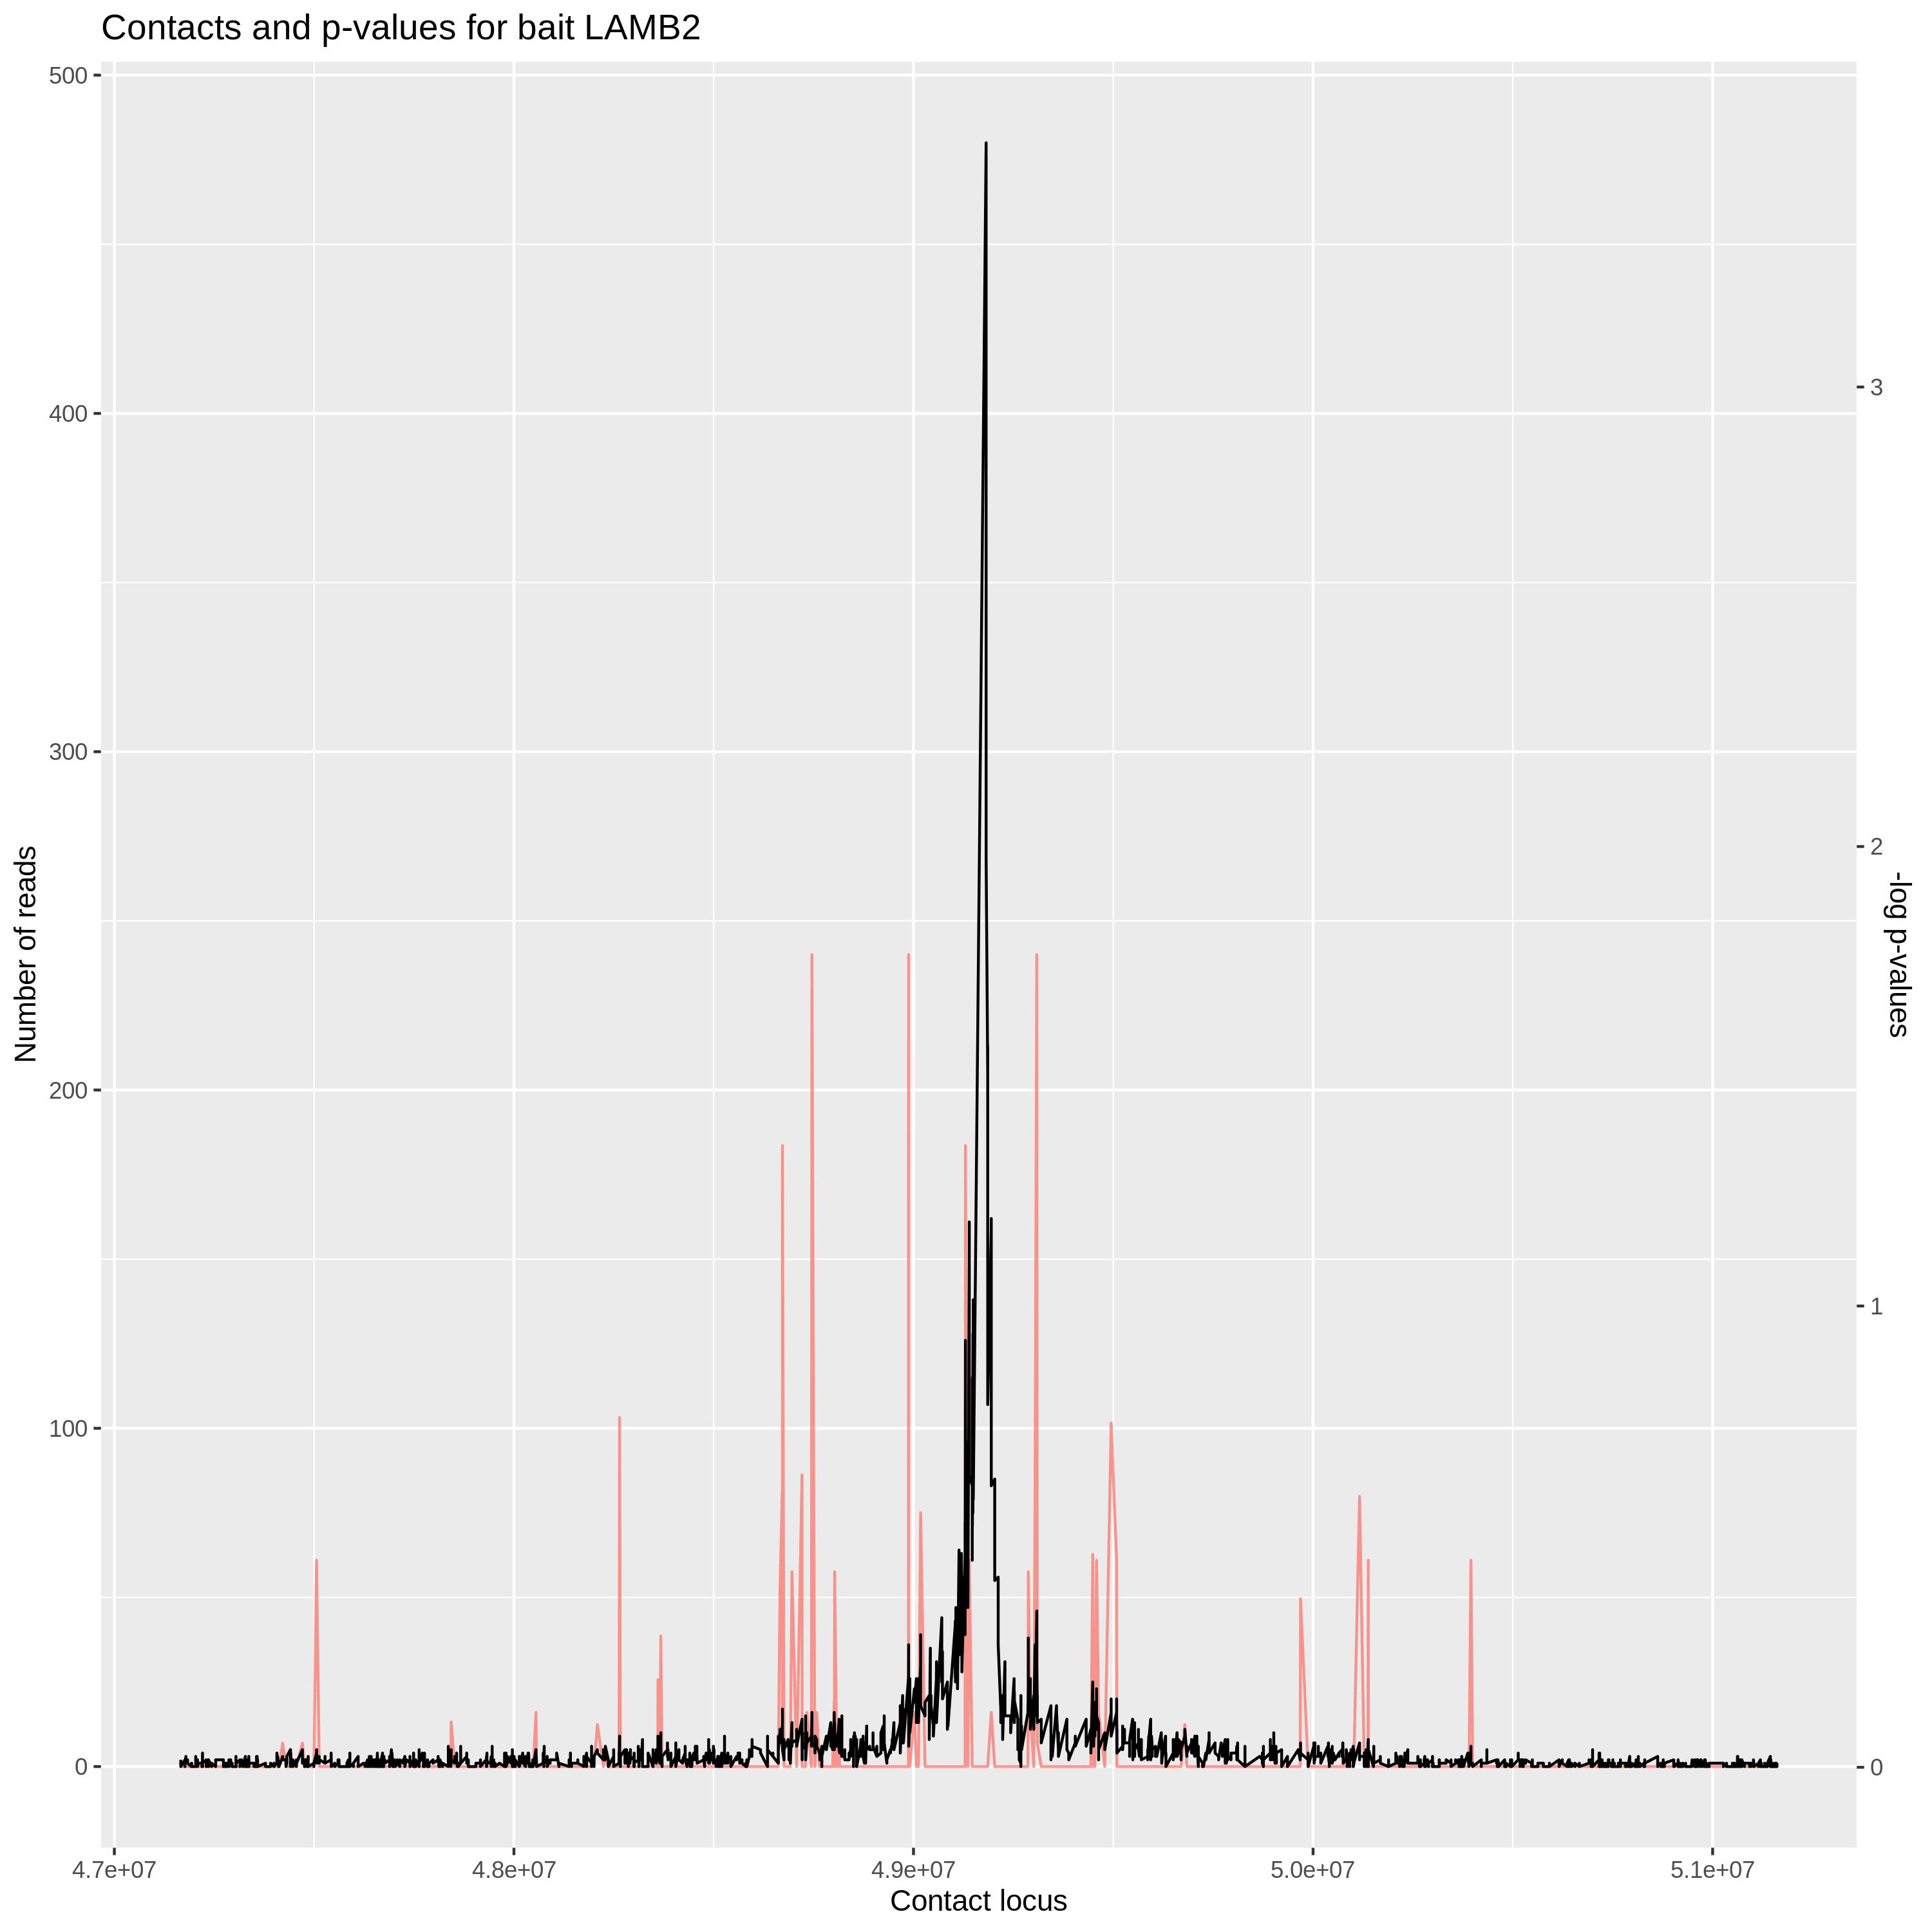 Contacts and p-values for bait LAMB2
500
400
300
200
100
0
Number of reads
3
2
1
0
-log p-values
4.7e+07
4.8e+07
4.9e+07
5.0e+07
5.1e+07
Contact locus